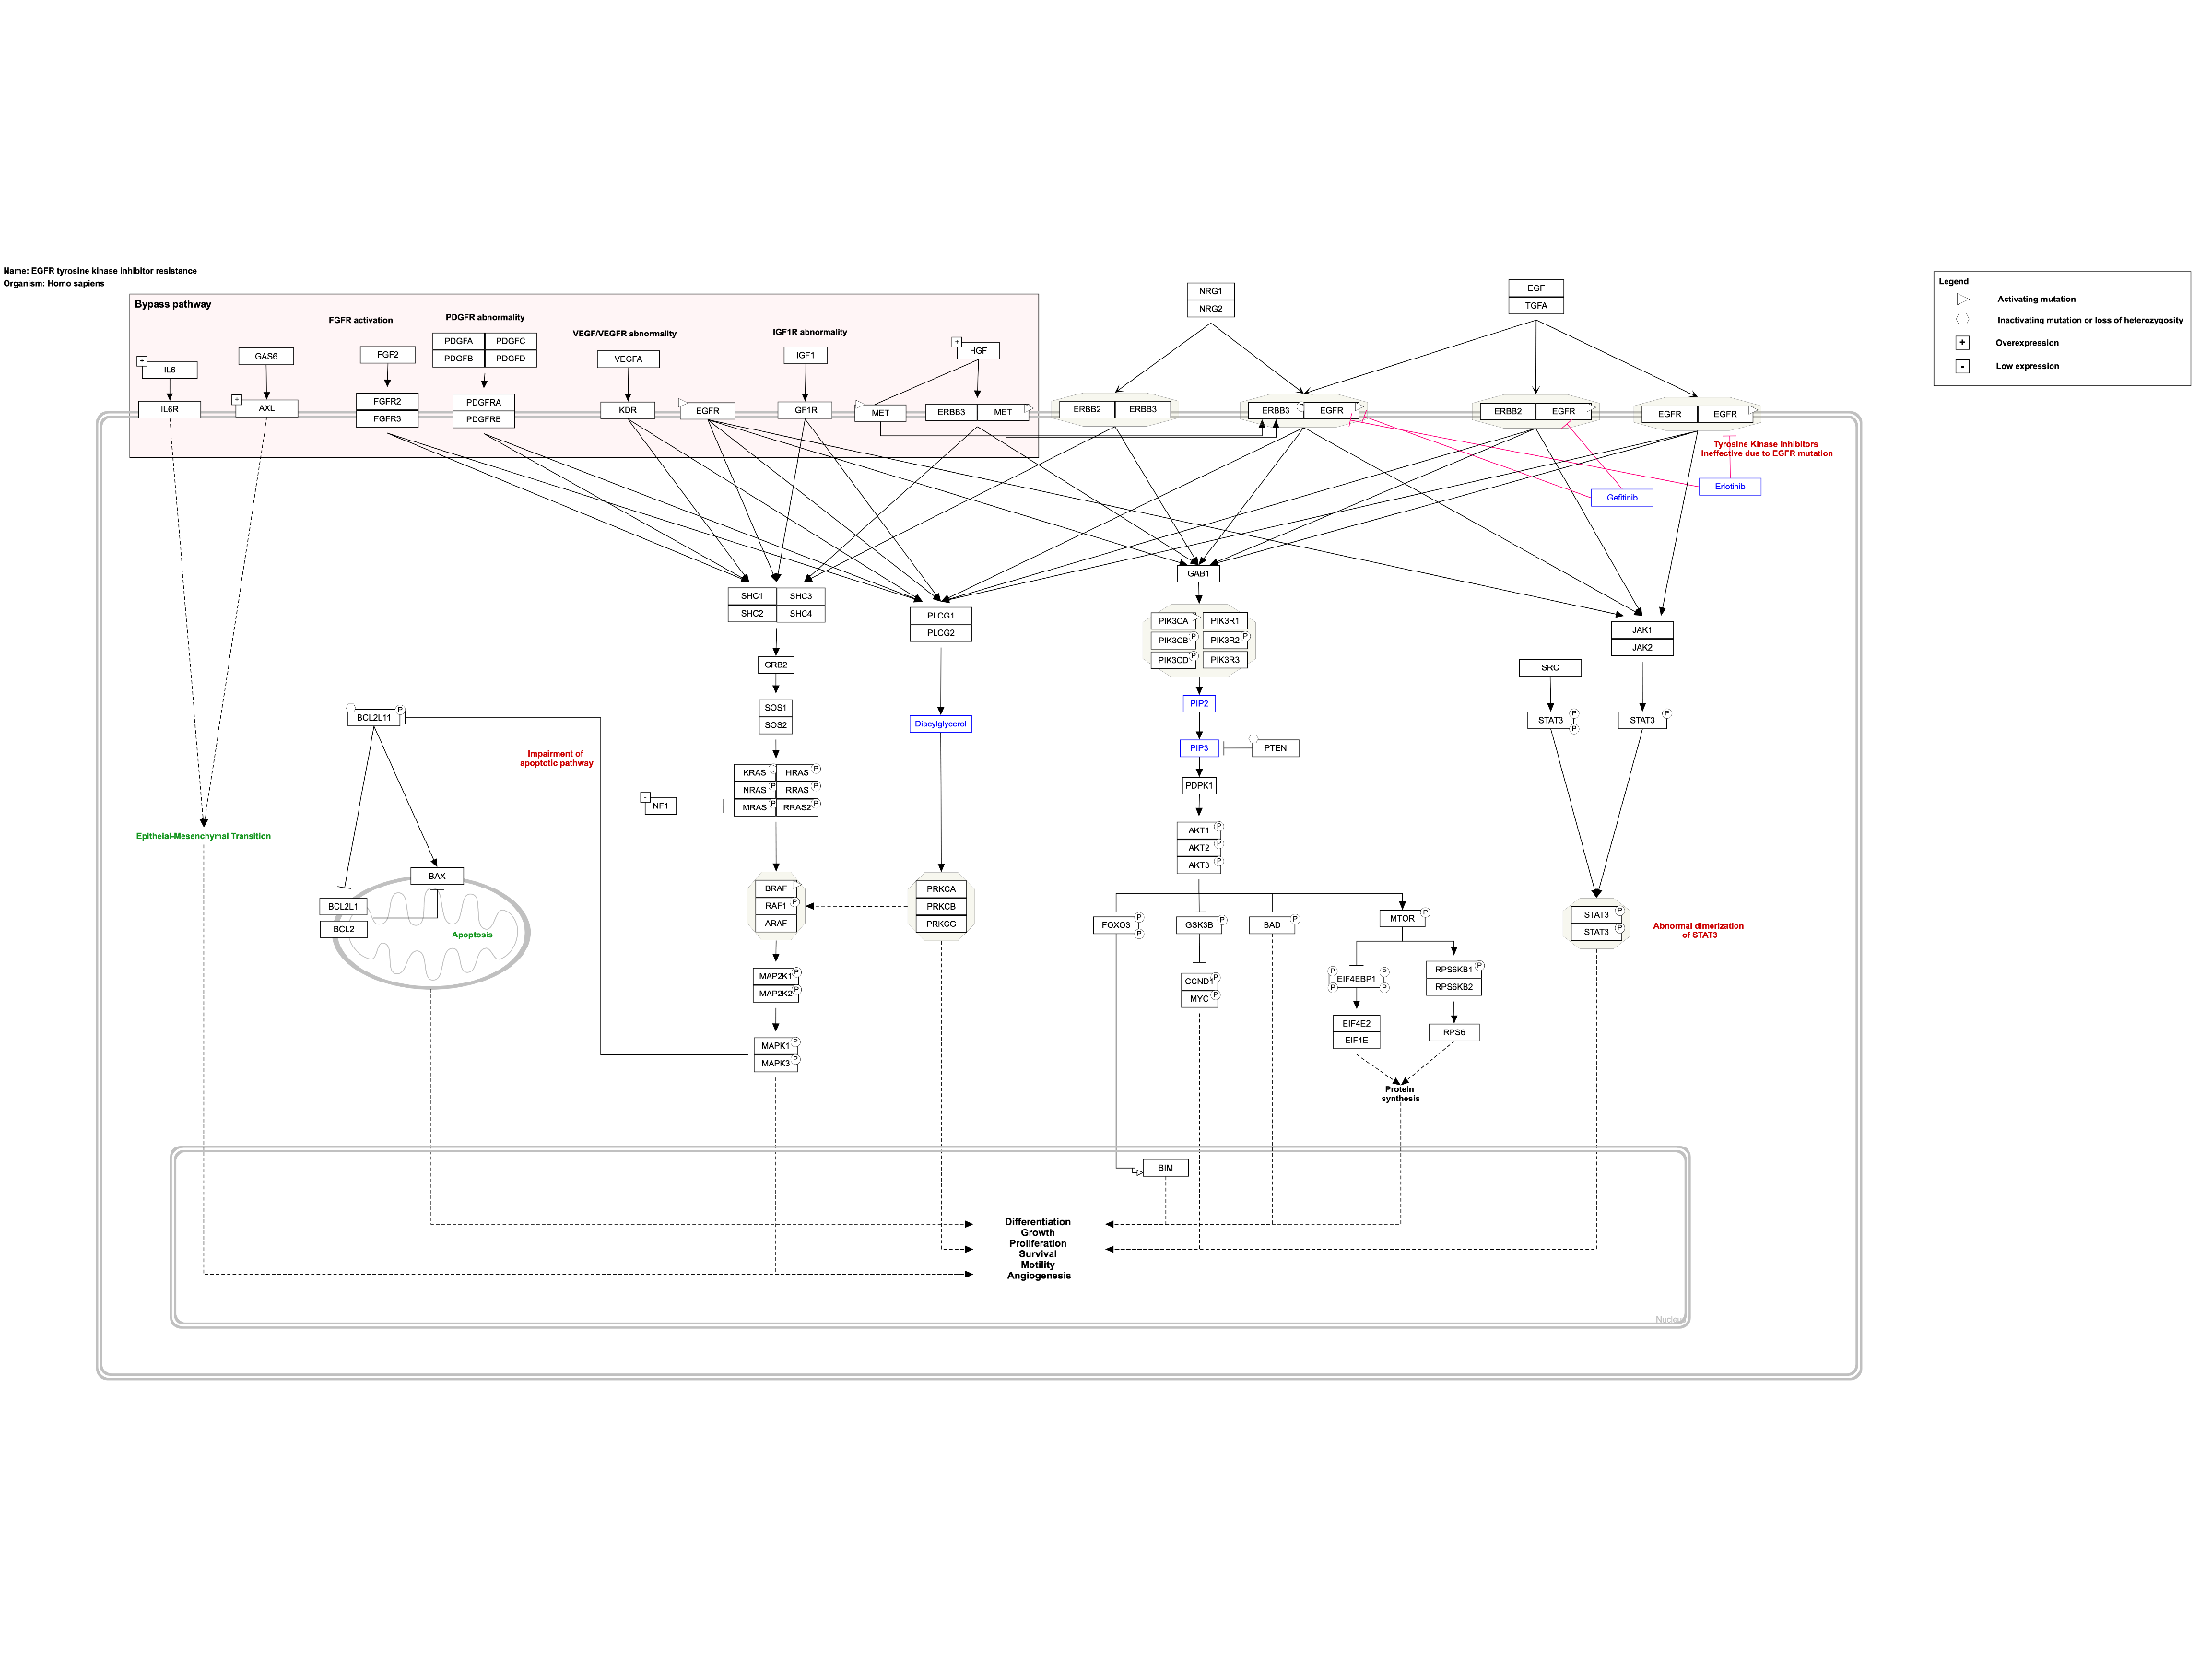 Name: EGFR tyrosine kinase inhibitor resistance
Organism: Homo sapiens
Bypass pathway
FGFR activation
PDGFR abnormality
VEGF/VEGFR abnormality
IGF1R abnormality
+
IL6
IL6R
GAS6
+
AXL
FGF2
FGFR2
FGFR3
PDGFA PDGFC
PDGFB PDGFD
PDGFRA
PDGFRB
VEGFA
KDR
EGFR
IGF1
IGF1R
+
HGF
MET
ERBB3 MET
NRG1
NRG2
ERBB2 ERBB3
ERBB3 P EGFR
EGF
TGFA
ERBB2 EGFR
EGFR EGFR
Legend
Activating mutation
Inactivating mutation or loss of heterozygosity
+ Overexpression
- Low expression
Tyrosine Kinase Inhibitors
Ineffective due to EGFR mutation
Gefitinib
Erlotinib
SHC1 SHC3
SHC2 SHC4
GRB2
SOS1
SOS2
KRAS HRAS P
NRAS P RRAS P
MRAS P RRAS2 P
-
NF1
BRAF
RAF1 P
ARAF
MAP2K1 P
MAP2K2 P
MAPK1 P
MAPK3 P
PLCG1
PLCG2
Diacylglycerol
PRKCA
PRKCB
PRKCG
GAB1
PIK3CA PIK3R1
PIK3CB P PIK3R2 P
PIK3CD P PIK3R3
PIP2
PIP3
PTEN
PDPK1
AKT1 P
AKT2 P
AKT3 P
FOXO3 P
P
GSK3B P
BAD P
MTOR P
CCND1 P
MYC P
P EIF4EBP1 P
P P
EIF4E2
EIF4E
RPS6KB1 P
RPS6KB2
RPS6
Protein
synthesis
JAK1
JAK2
SRC
STAT3 P
P
STAT3 P
STAT3 P
STAT3 P
Abnormal dimerization
of STAT3
BCL2L11 P
Impairment of
apoptotic pathway
Epithelal-Mesenchymal Transition
BAX
BCL2L1
BCL2
Apoptosis
BIM
Differentiation
Growth
Proliferation
Survival
Motility
Angiogenesis
Nucleus